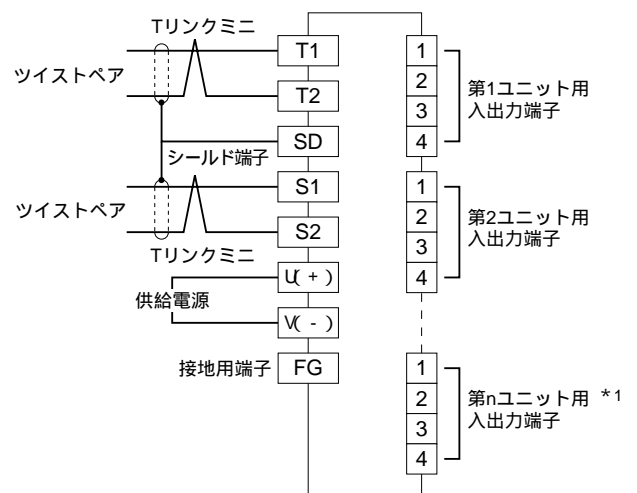 Tリンクミニ
ツイストペア
シールド端子
ツイストペア
Tリンクミニ
供給電源
接地用端子
T1
T2
SD
S1
S2
U( + )
V( - )
FG
1
2
3
4
第1ユニット用
入出力端子
1
2
3
4
第2ユニット用
入出力端子
1
2
3
4
第nユニット用 *1
入出力端子